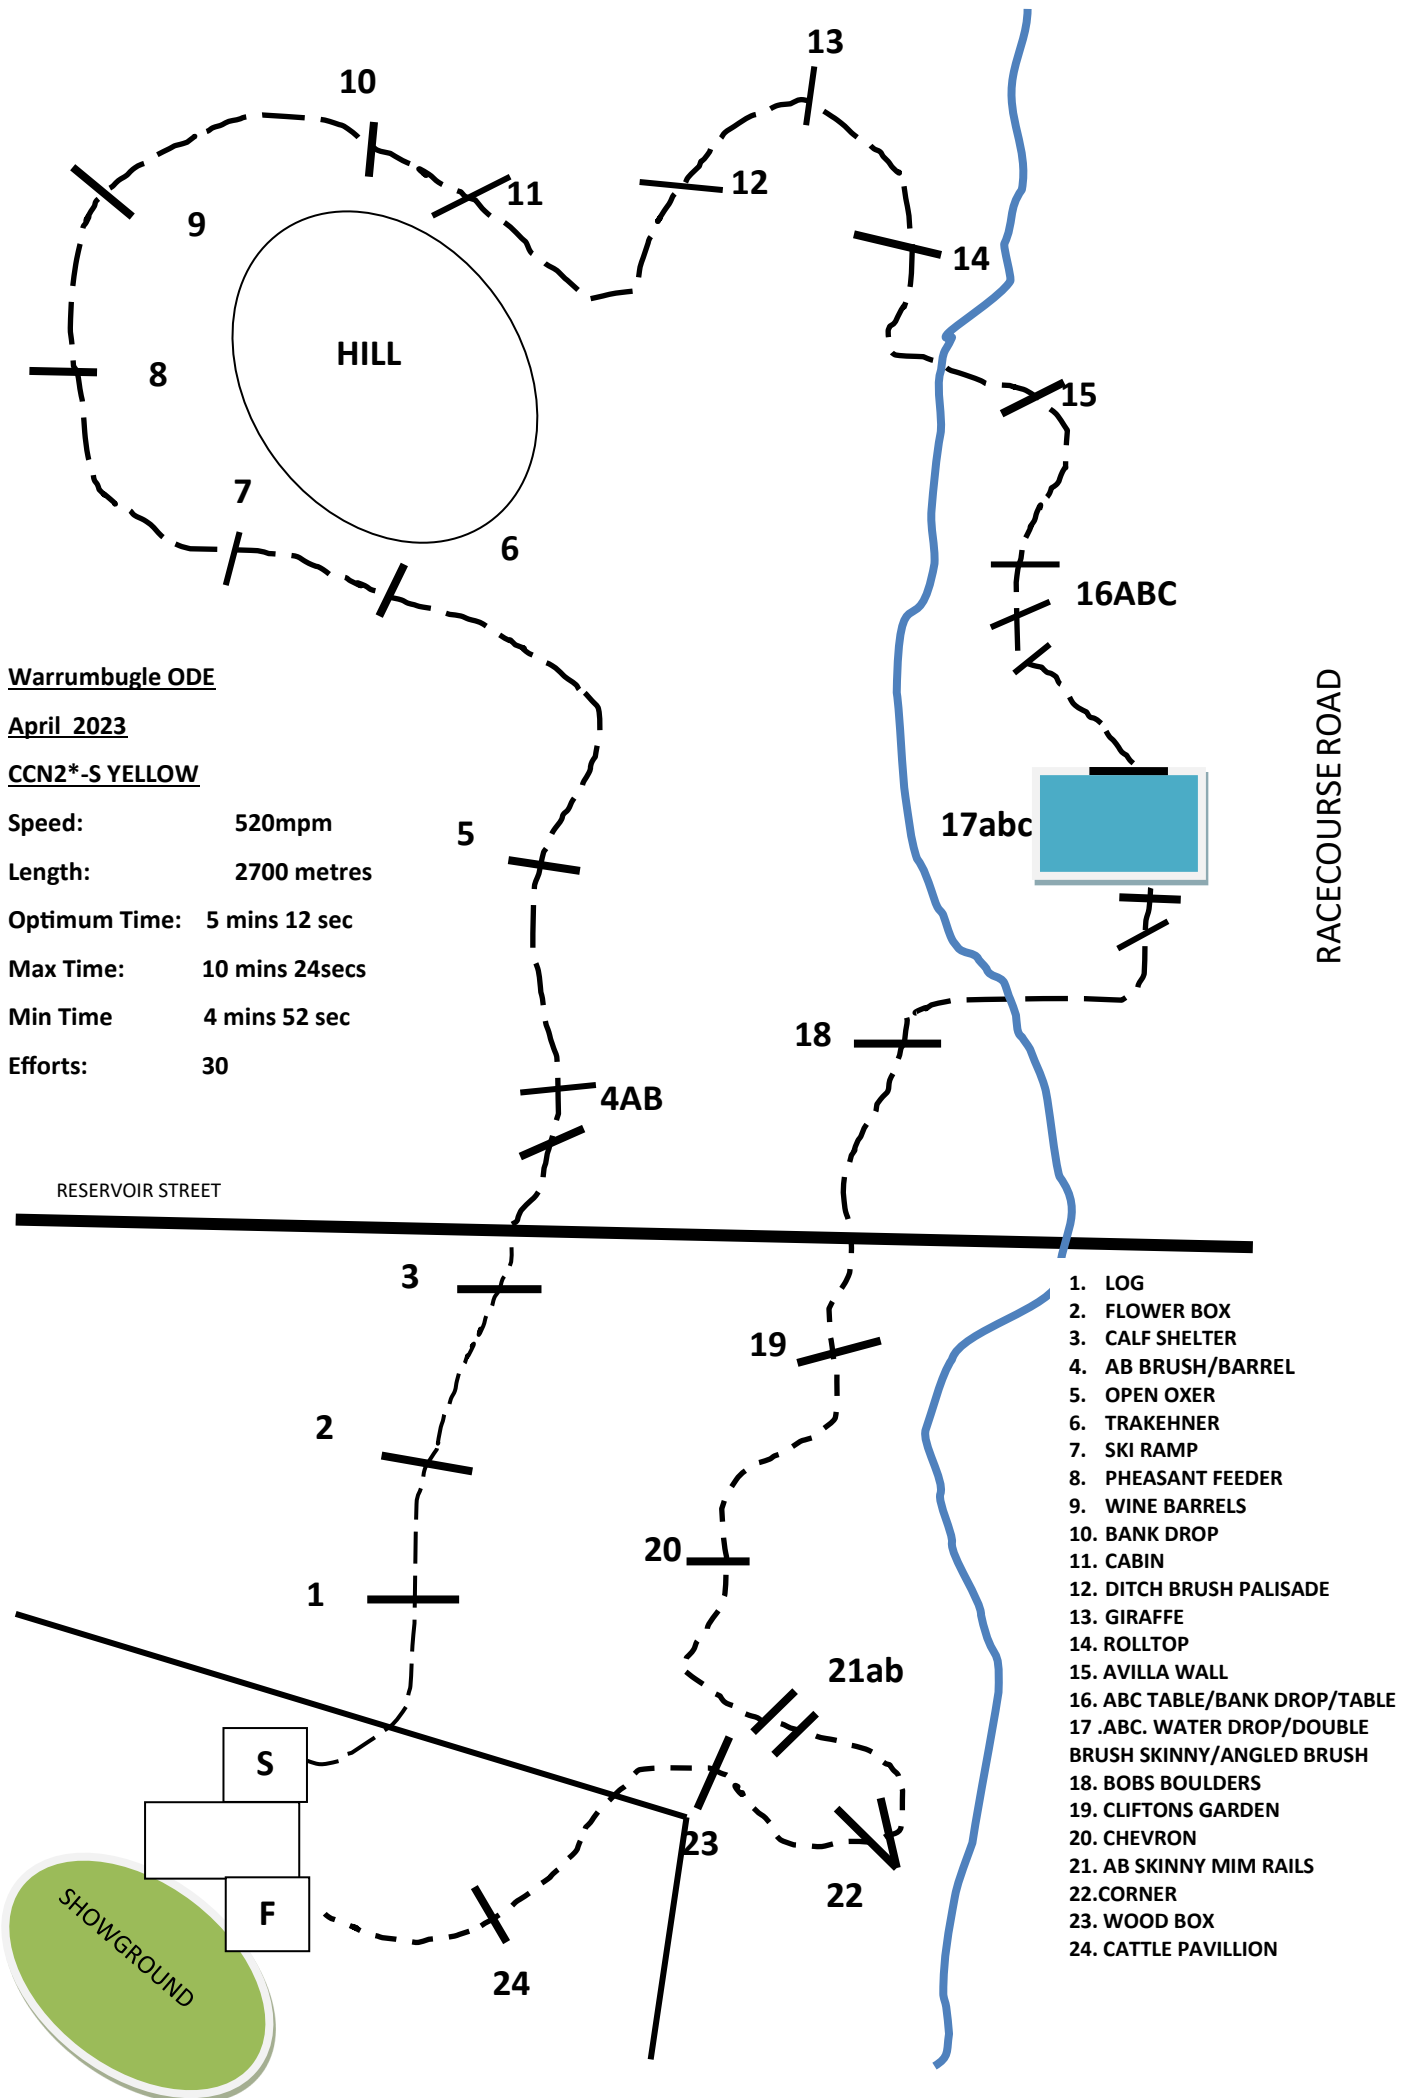 13
10
12
11
9
14
HILL
8
15
7
6
16ABC
Warrumbugle ODE
April  2023
CCN2*-S YELLOW
Speed: 520mpm
Length: 2700 metres
Optimum Time: 5 mins 12 sec
Max Time: 10 mins 24secs
Min Time 4 mins 52 sec
Efforts: 30
RACECOURSE ROAD
5
17abc
18
4AB
RESERVOIR STREET
3
19
2
20
1
21ab
S
23
22
F
SHOWGROUND
24
1. LOG
2. FLOWER BOX
3. CALF SHELTER
4. AB BRUSH/BARREL
5. OPEN OXER
6. TRAKEHNER
7. SKI RAMP
8. PHEASANT FEEDER
9. WINE BARRELS
10. BANK DROP
11. CABIN
12. DITCH BRUSH PALISADE
13. GIRAFFE
14. ROLLTOP
15. AVILLA WALL
16. ABC TABLE/BANK DROP/TABLE
17 .ABC. WATER DROP/DOUBLE
BRUSH SKINNY/ANGLED BRUSH
18. BOBS BOULDERS
19. CLIFTONS GARDEN
20. CHEVRON
21. AB SKINNY MIM RAILS
22.CORNER
23. WOOD BOX
24. CATTLE PAVILLION